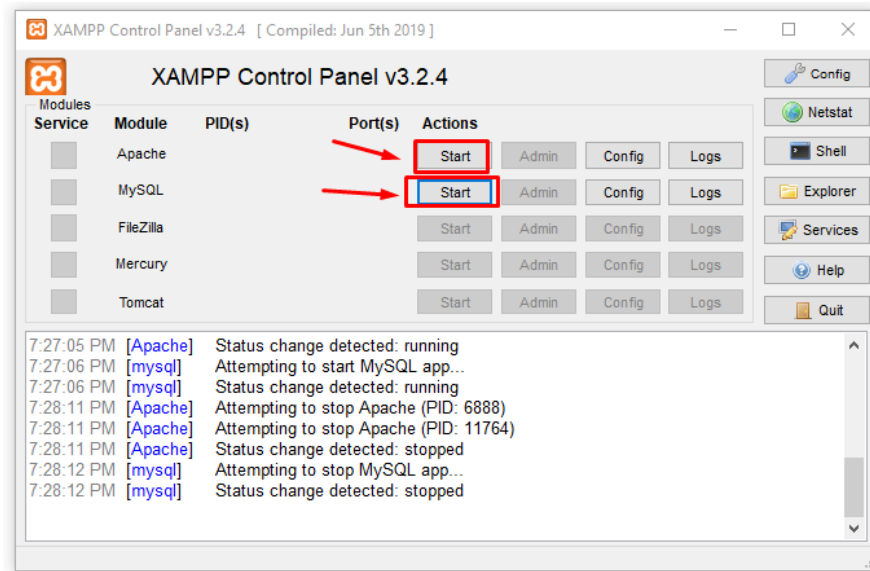 XAMPP Control Panel v3.2.4 [ Compiled: Jun 5th 2019 ]
XAMPP Control Panel v3.2.4
Config
Netstat
Shell
Explorer
Services
Help
Quit
Modules
Service Module PID(s) Port(s) Actions
Apache Start Admin Config Logs
MySQL Start Admin Config Logs
FileZilla Start Admin Config Logs
Mercury Start Admin Config Logs
Tomcat Start Admin Config Logs
7:27:05 PM [Apache] Status change detected: running
7:27:06 PM [mysql] Attempting to start MySQL app...
7:27:06 PM [mysql] Status change detected: running
7:28:11 PM [Apache] Attempting to stop Apache (PID: 6888)
7:28:11 PM [Apache] Attempting to stop Apache (PID: 11764)
7:28:11 PM [Apache] Status change detected: stopped
7:28:12 PM [mysql] Attempting to stop MySQL app...
7:28:12 PM [mysql] Status change detected: stopped